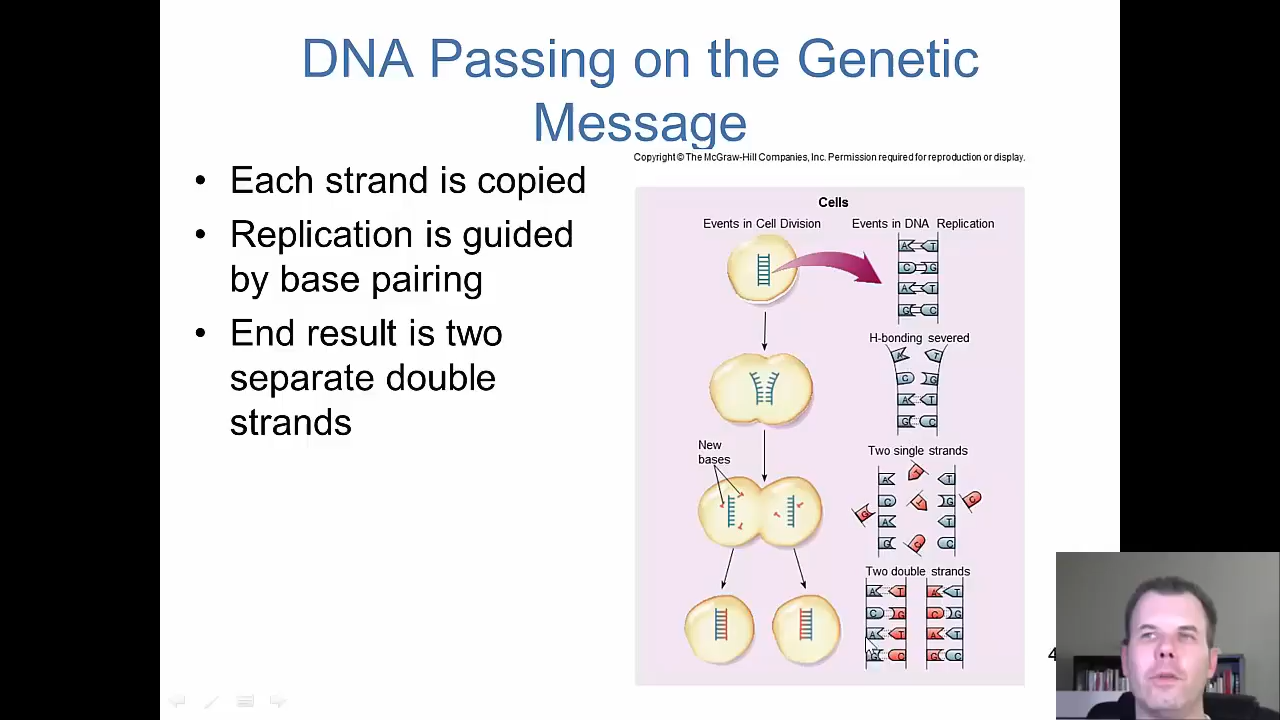 DNA Passing on the Genetic
Message
Copyright © The McGraw-Hill Companies, Inc. Permission required for reproduction or display.
• Each strand is copied
• Replication is guided
by base pairing
• End result is two
separate double
strands
Cells
Events in Cell Division
Events in DNA Replication
A T
C G
A T
G C
H-bonding severed
A T
C G
A T
G C
New
bases
Two single strands
T
A T
C T G C
G
A T
G C C
Two double strands
A T A T
C G C G
A T A T
G C G C
4